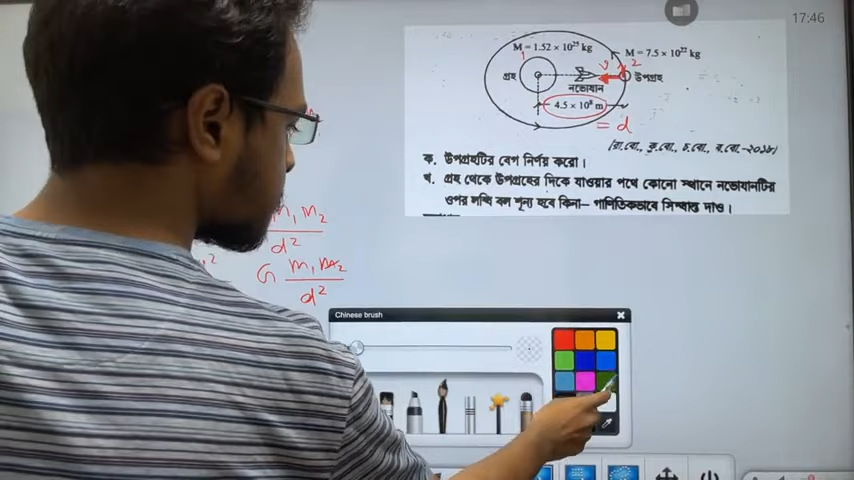 17:46
M = 1.52 × 10²⁵ kg
1
M = 7.5 × 10²² kg
গ্রহ
v
2
উপগ্রহ
নভোযান
4.5 × 10⁸ m
= d
[রা.বো., কু.বো., চ.বো., ব.বো.-২০১৮]
ক. উপগ্রহটির বেগ নির্ণয় করো।
খ. গ্রহ থেকে উপগ্রহের দিকে যাওয়ার পথে কোনো স্থানে নভোযানটির
ওপর লব্ধি বল শূন্য হবে কিনা– গাণিতিকভাবে সিদ্ধান্ত দাও।
m₁ m₂
d²
G m₁ m₂
d²
Chinese brush